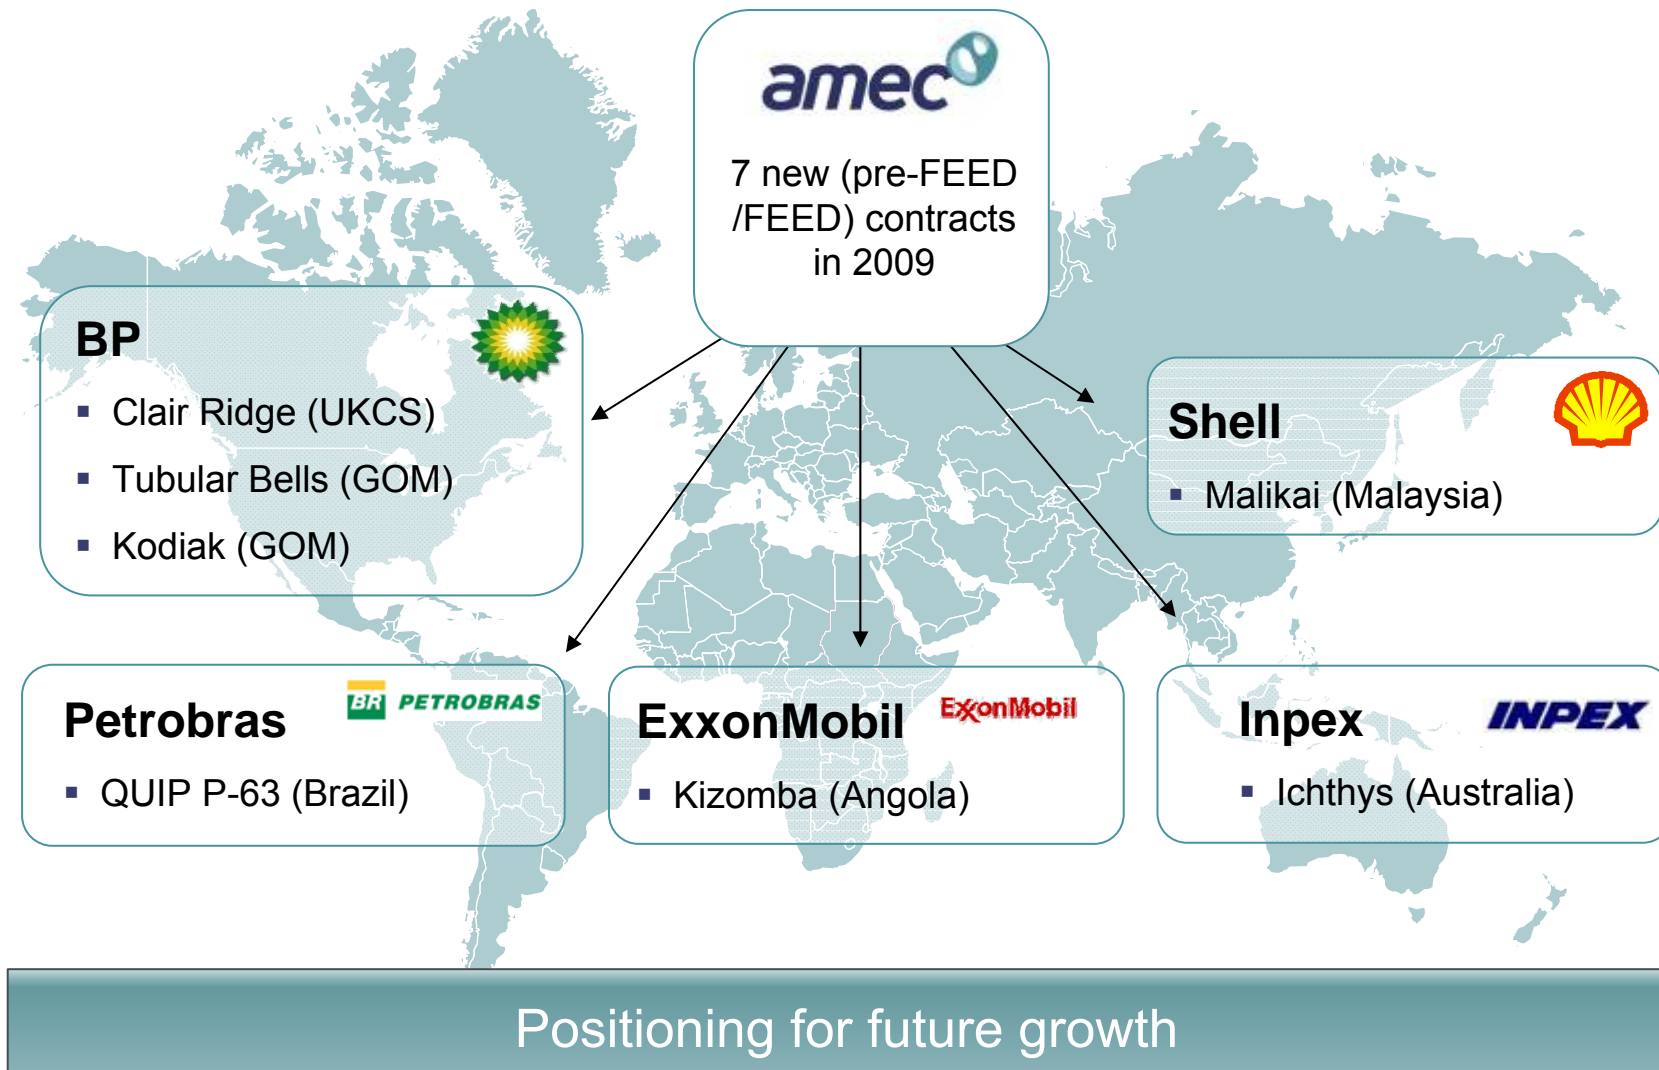 amec
7 new (pre-FEED
/FEED) contracts
in 2009
BP
▪ Clair Ridge (UKCS)
▪ Tubular Bells (GOM)
▪ Kodiak (GOM)
Shell
▪ Malikai (Malaysia)
Petrobras
BR PETROBRAS
▪ QUIP P-63 (Brazil)
ExxonMobil
ExxonMobil
▪ Kizomba (Angola)
Inpex
INPEX
▪ Ichthys (Australia)
Positioning for future growth